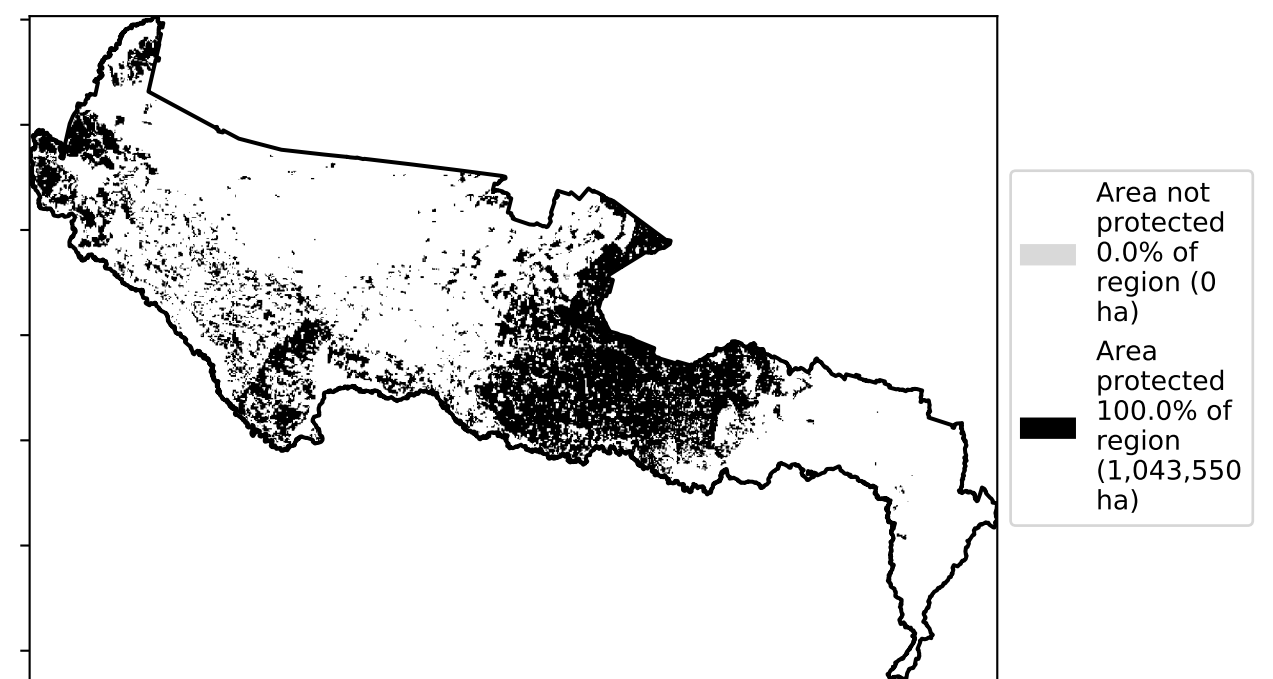 Area not
protected
0.0% of
region (0
ha)
Area
protected
100.0% of
region
(1,043,550
ha)